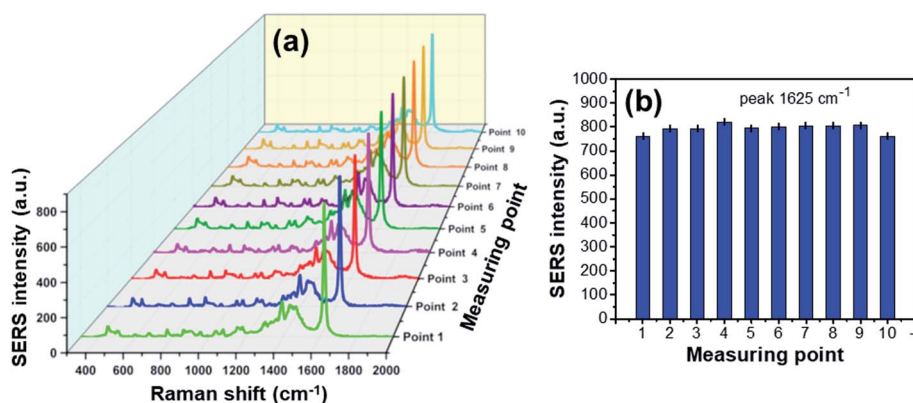 (a)
SERS intensity (a.u.)
800
600
400
200
0
400 600 800 1000 1200 1400 1600 1800 2000
Raman shift (cm⁻¹)
Point 10
Point 9
Point 8
Point 7
Point 6
Point 5
Point 4
Point 3
Point 2
Point 1
Measuring point
(b)
peak 1625 cm⁻¹
SERS intensity (a.u.)
1000
900
800
700
600
500
400
300
200
100
0
1 2 3 4 5 6 7 8 9 10
Measuring point